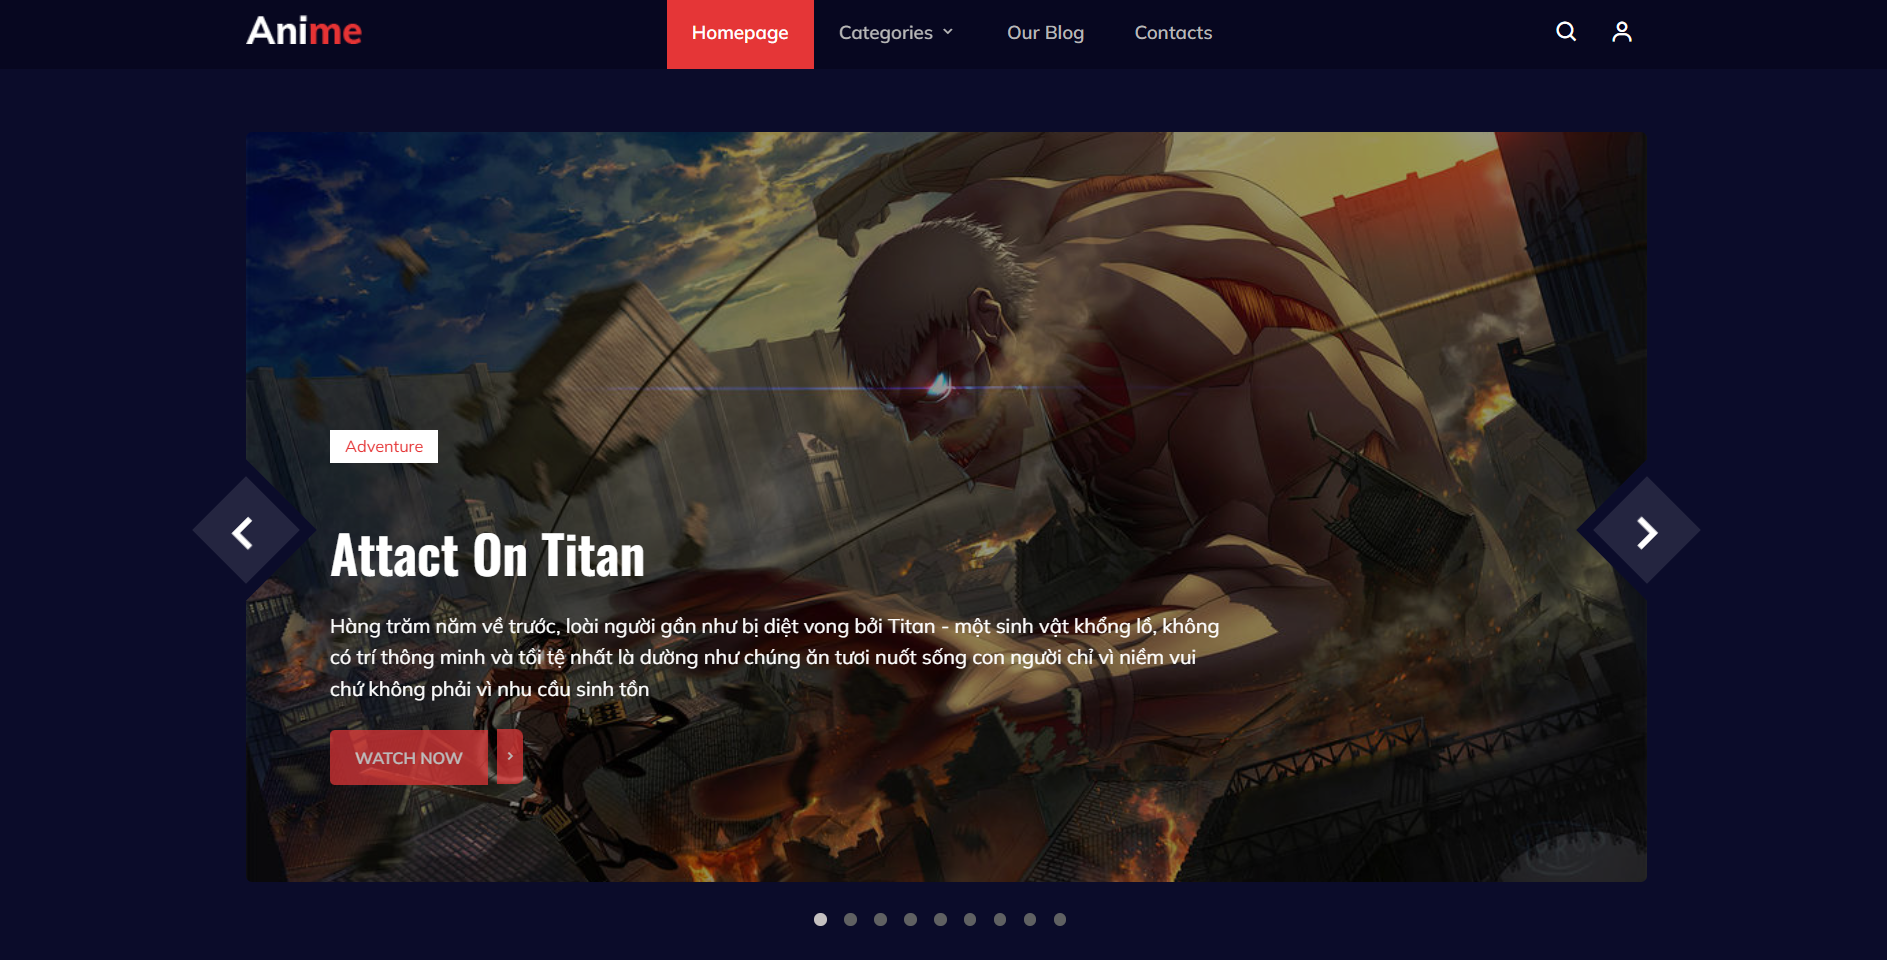 Anime
Homepage
Categories
Our Blog
Contacts
Adventure
Attact On Titan
Hàng trăm năm về trước, loài người gần như bị diệt vong bởi Titan - một sinh vật khổng lồ, không
có trí thông minh và tồi tệ nhất là dường như chúng ăn tươi nuốt sống con người chỉ vì niềm vui
chứ không phải vì nhu cầu sinh tồn
WATCH NOW